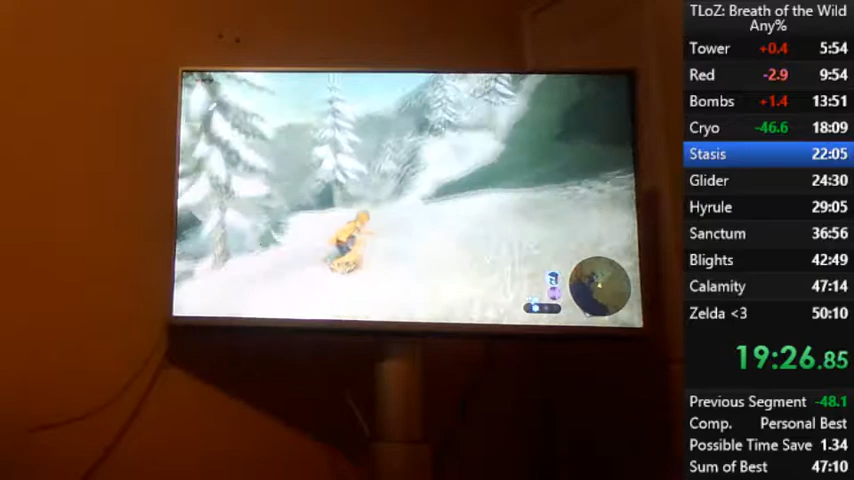 TLoZ: Breath of the Wild
Any%
Tower +0.4 5:54
Red -2.9 9:54
Bombs +1.4 13:51
Cryo -46.6 18:09
Stasis 22:05
Glider 24:30
Hyrule 29:05
Sanctum 36:56
Blights 42:49
Calamity 47:14
Zelda <3 50:10
19:26.85
Previous Segment -48.1
Comp. Personal Best
Possible Time Save 1.34
Sum of Best 47:10